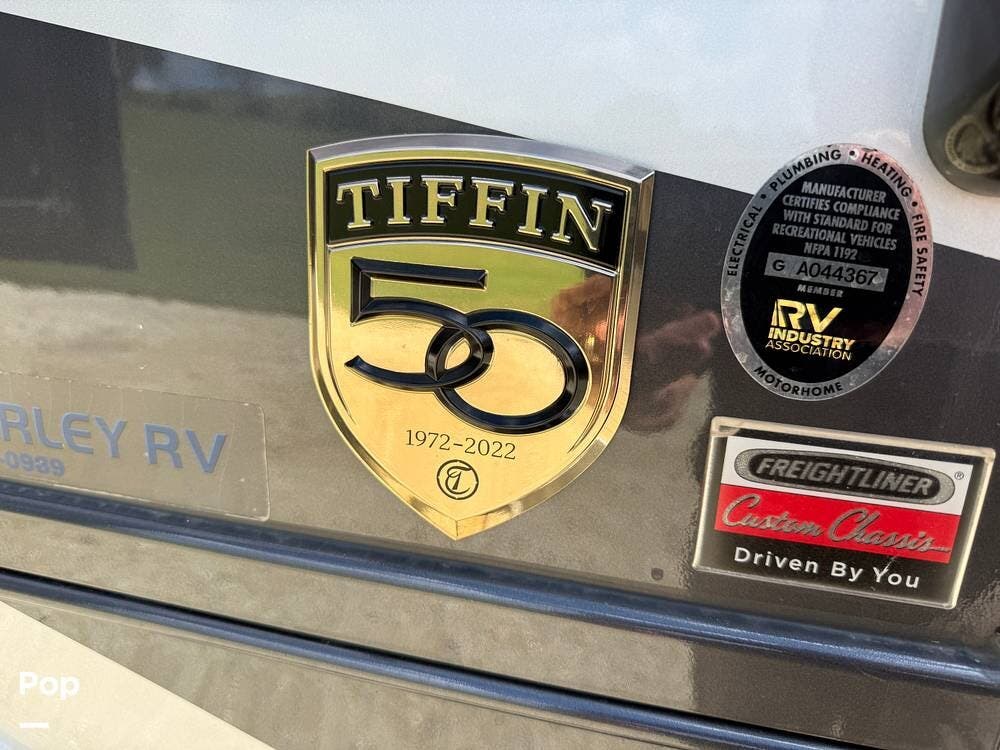 TIFFIN
50
1972-2022
T
ELECTRICAL • PLUMBING • HEATING • FIRE SAFETY
MANUFACTURER
CERTIFIES COMPLIANCE
WITH STANDARD FOR
RECREATIONAL VEHICLES
NFPA 1192
G A044367
MEMBER
RV
INDUSTRY
ASSOCIATION
MOTORHOME
RLEY RV
-0939
FREIGHTLINER®
Custom Chassis
Driven By You
Pop